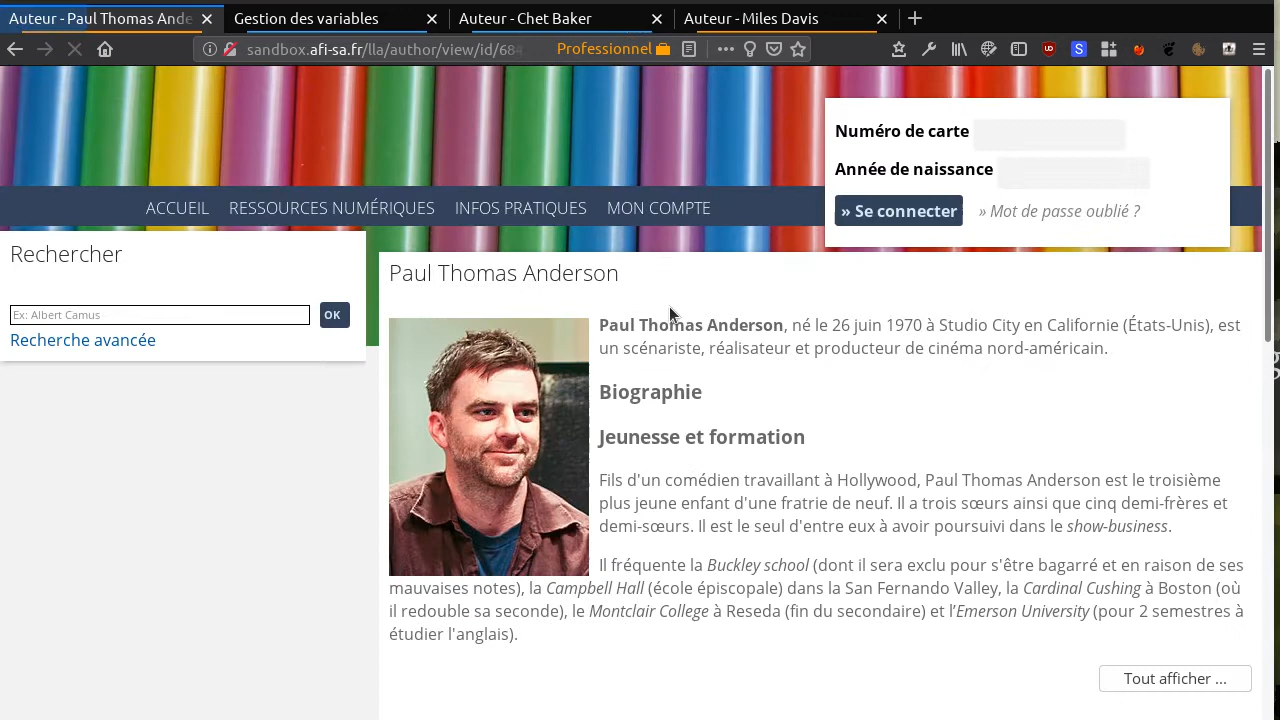 Auteur - Paul Thomas Ande
Gestion des variables
Auteur - Chet Baker
Auteur - Miles Davis
sandbox.afi-sa.fr/lla/author/view/id/684
Professionnel
Numéro de carte
Année de naissance
» Se connecter
» Mot de passe oublié ?
ACCUEIL
RESSOURCES NUMÉRIQUES
INFOS PRATIQUES
MON COMPTE
Rechercher
Ex: Albert Camus
OK
Recherche avancée
Paul Thomas Anderson
Paul Thomas Anderson, né le 26 juin 1970 à Studio City en Californie (États-Unis), est
un scénariste, réalisateur et producteur de cinéma nord-américain.
Biographie
Jeunesse et formation
Fils d'un comédien travaillant à Hollywood, Paul Thomas Anderson est le troisième
plus jeune enfant d'une fratrie de neuf. Il a trois sœurs ainsi que cinq demi-frères et
demi-sœurs. Il est le seul d'entre eux à avoir poursuivi dans le show-business.
Il fréquente la Buckley school (dont il sera exclu pour s'être bagarré et en raison de ses
mauvaises notes), la Campbell Hall (école épiscopale) dans la San Fernando Valley, la Cardinal Cushing à Boston (où
il redouble sa seconde), le Montclair College à Reseda (fin du secondaire) et l'Emerson University (pour 2 semestres à
étudier l'anglais).
Tout afficher ...